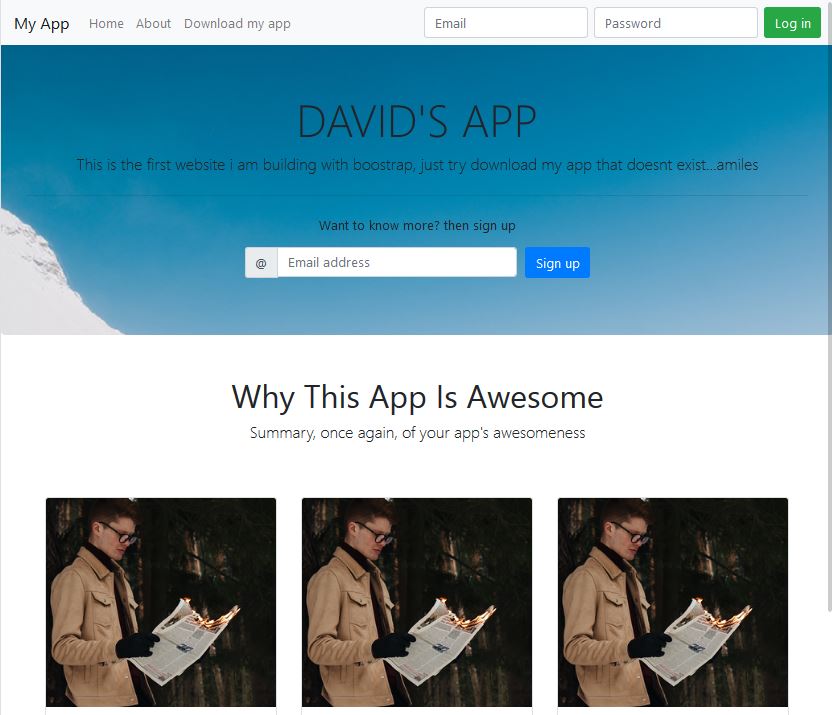 My App Home About Download my app Email Password Log in
DAVID'S APP
This is the first website i am building with boostrap, just try download my app that doesnt exist...amiles
Want to know more? then sign up
@ Email address Sign up
Why This App Is Awesome
Summary, once again, of your app's awesomeness